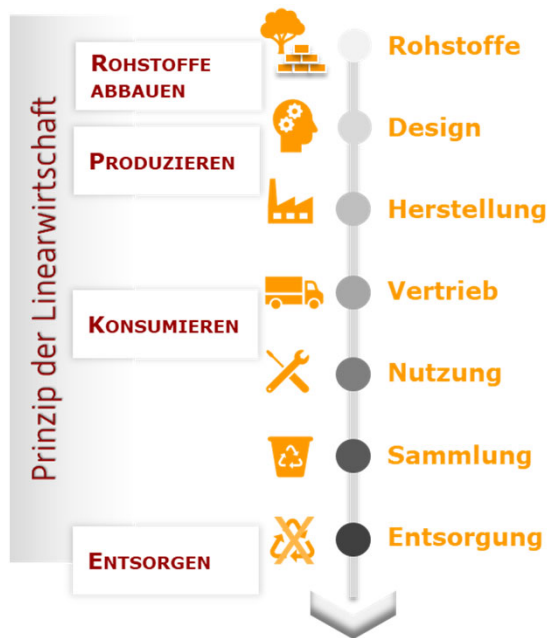 Prinzip der Linearwirtschaft
ROHSTOFFE
ABBAUEN
PRODUZIEREN
KONSUMIEREN
ENTSORGEN
Rohstoffe
Design
Herstellung
Vertrieb
Nutzung
Sammlung
Entsorgung